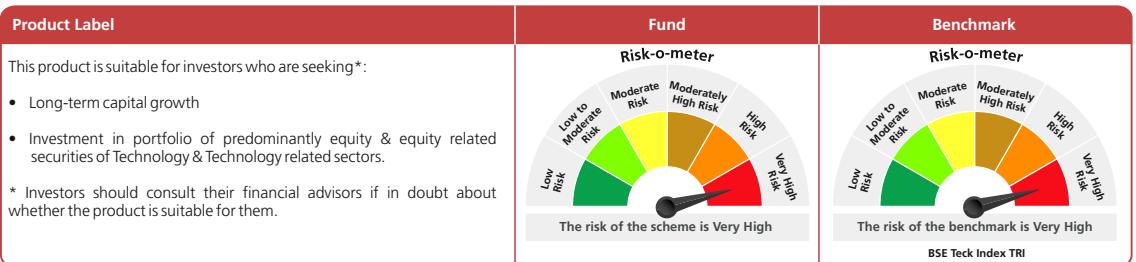 Product Label
Fund
Benchmark
This product is suitable for investors who are seeking*:
• Long-term capital growth
• Investment in portfolio of predominantly equity & equity related
securities of Technology & Technology related sectors.
* Investors should consult their financial advisors if in doubt about
whether the product is suitable for them.
Risk-o-meter
Low
Risk
Low to
Moderate
Risk
Moderate
Risk
Moderately
High Risk
High
Risk
Very High
Risk
The risk of the scheme is Very High
Risk-o-meter
Low
Risk
Low to
Moderate
Risk
Moderate
Risk
Moderately
High Risk
High
Risk
Very High
Risk
The risk of the benchmark is Very High
BSE Teck Index TRI